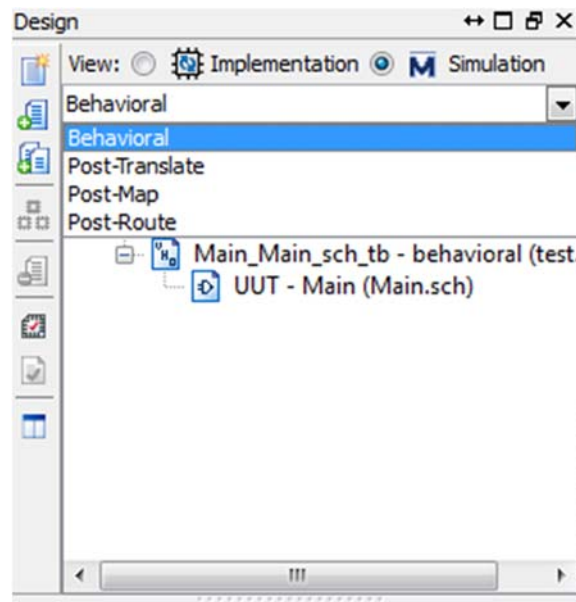 Design
View: Implementation Simulation
Behavioral
Behavioral
Post-Translate
Post-Map
Post-Route
Main_Main_sch_tb - behavioral (test.
UUT - Main (Main.sch)